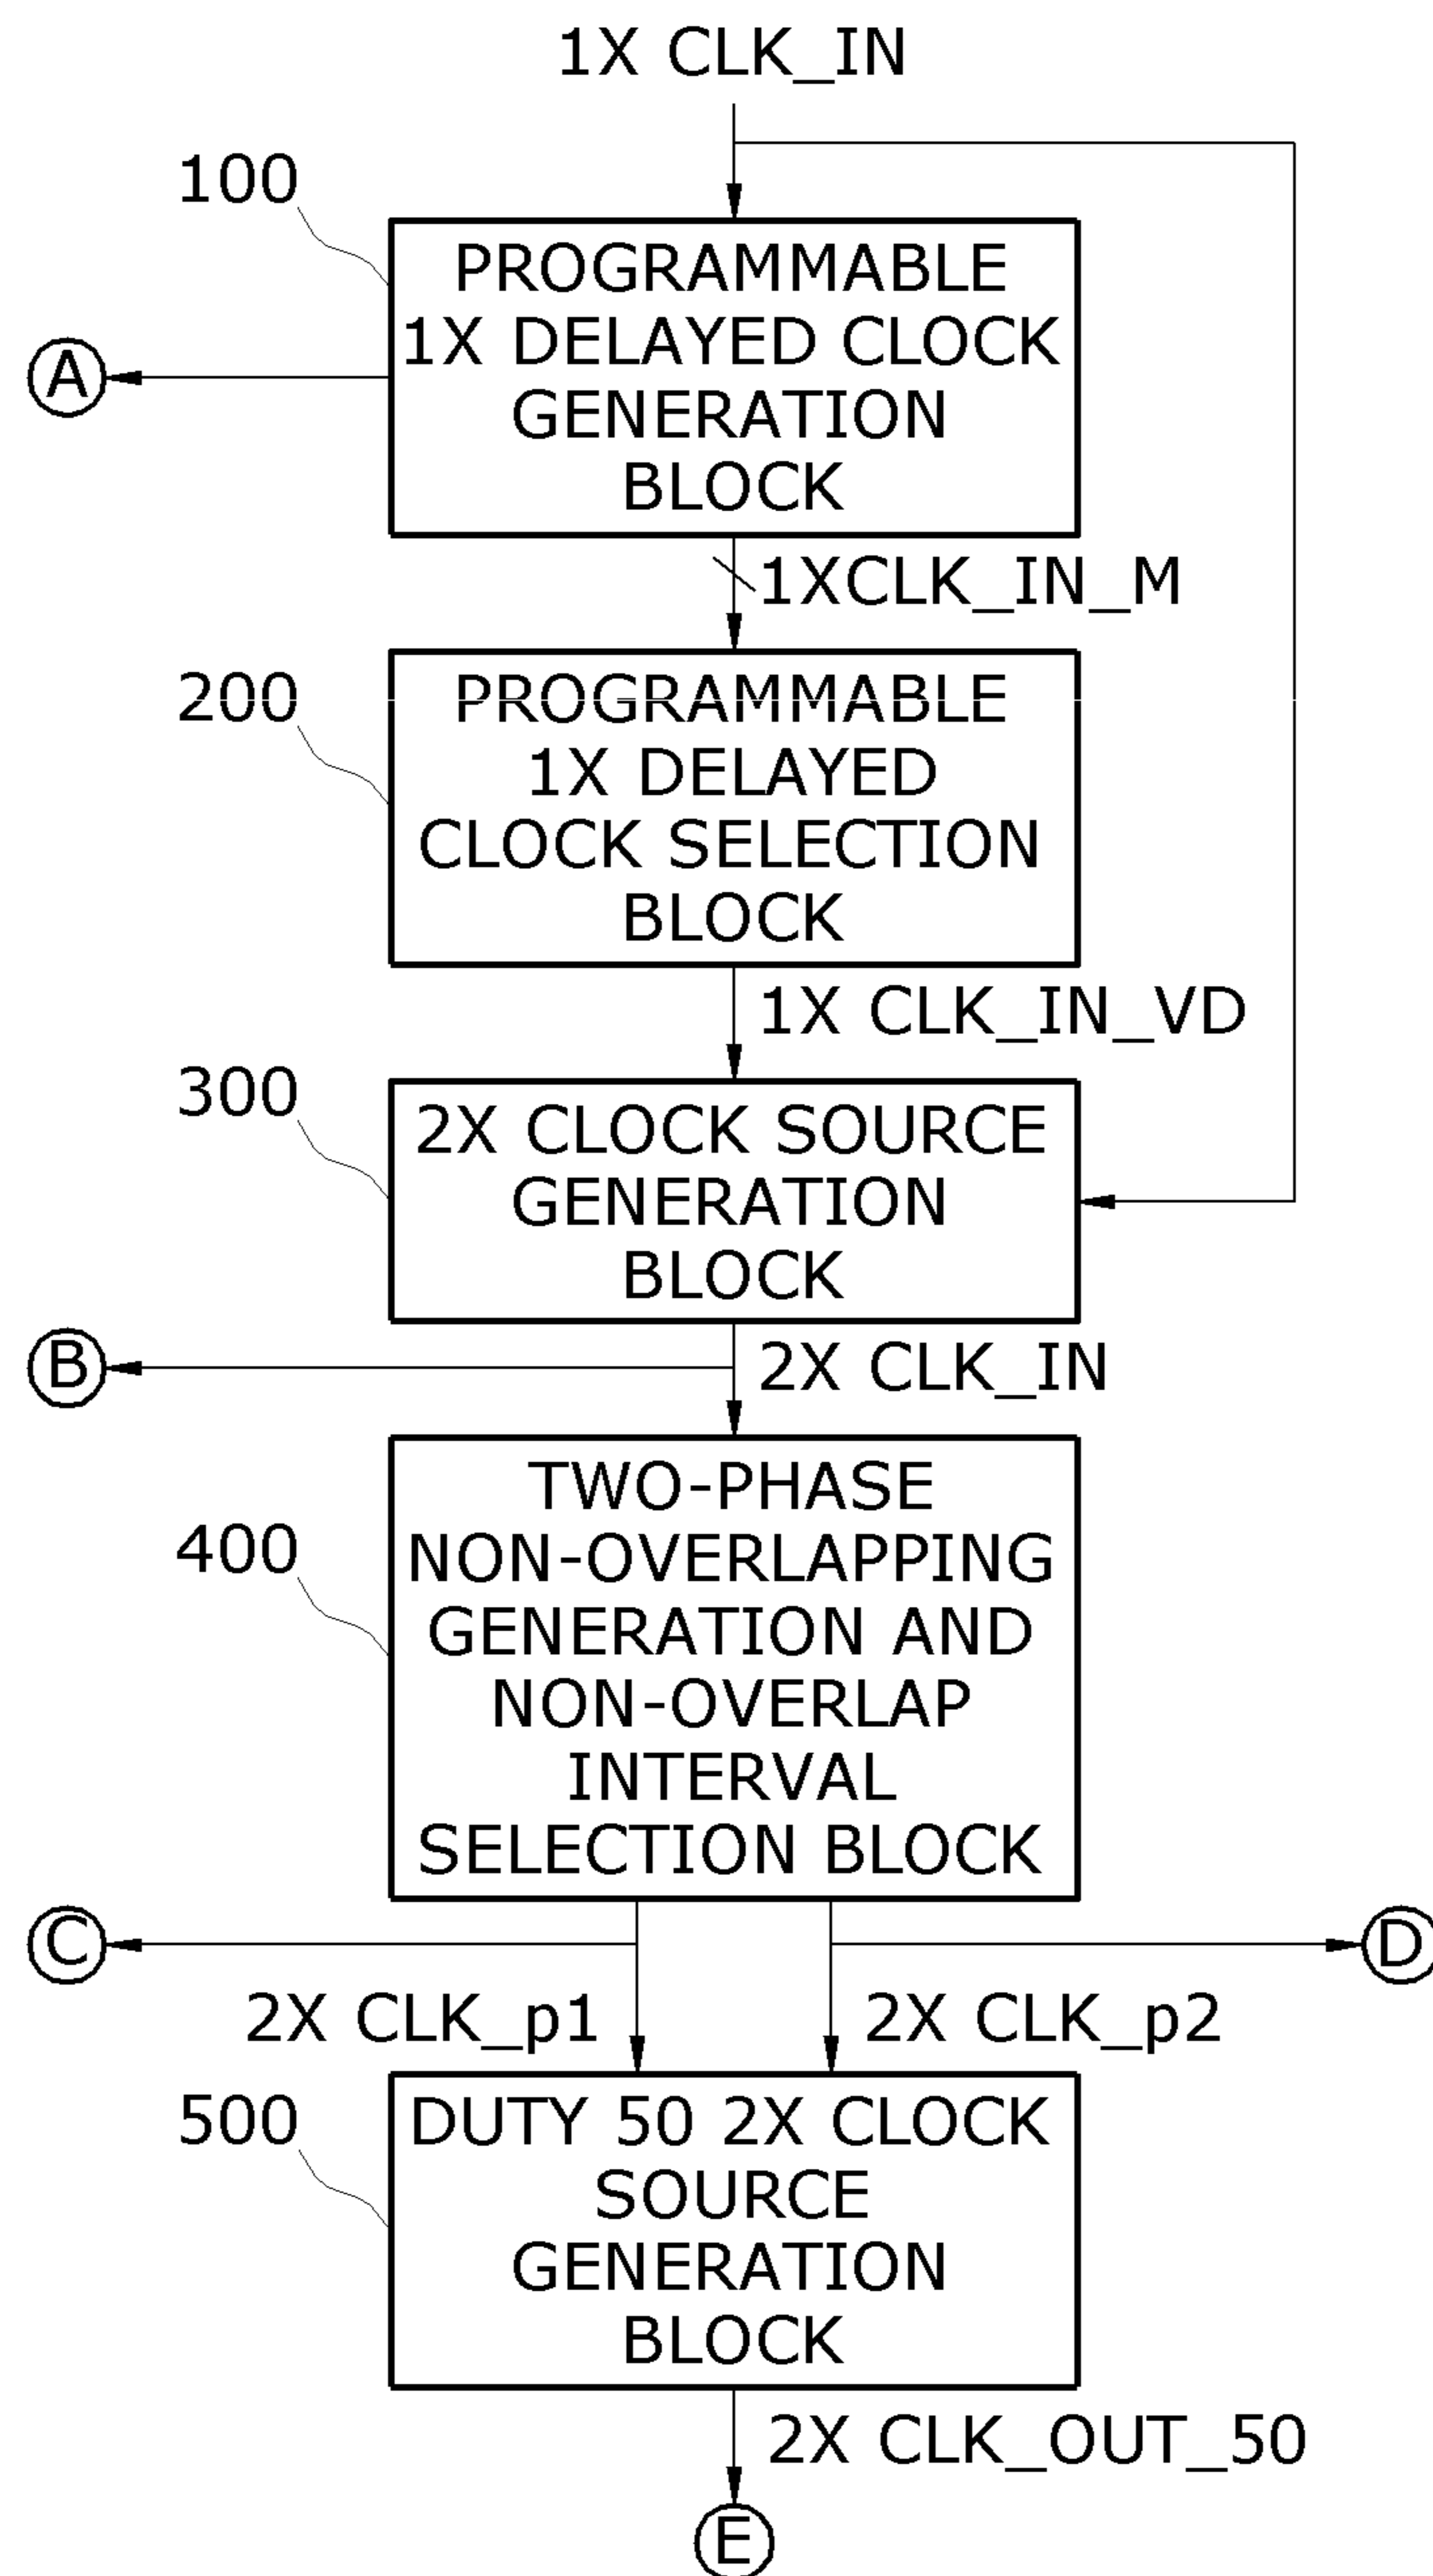 1X CLK_IN
100
PROGRAMMABLE
1X DELAYED CLOCK
GENERATION
BLOCK
A
1XCLK_IN_M
200
PROGRAMMABLE
1X DELAYED
CLOCK SELECTION
BLOCK
1X CLK_IN_VD
300
2X CLOCK SOURCE
GENERATION
BLOCK
B
2X CLK_IN
400
TWO-PHASE
NON-OVERLAPPING
GENERATION AND
NON-OVERLAP
INTERVAL
SELECTION BLOCK
C
D
2X CLK_p1
2X CLK_p2
500
DUTY 50 2X CLOCK
SOURCE
GENERATION
BLOCK
2X CLK_OUT_50
E